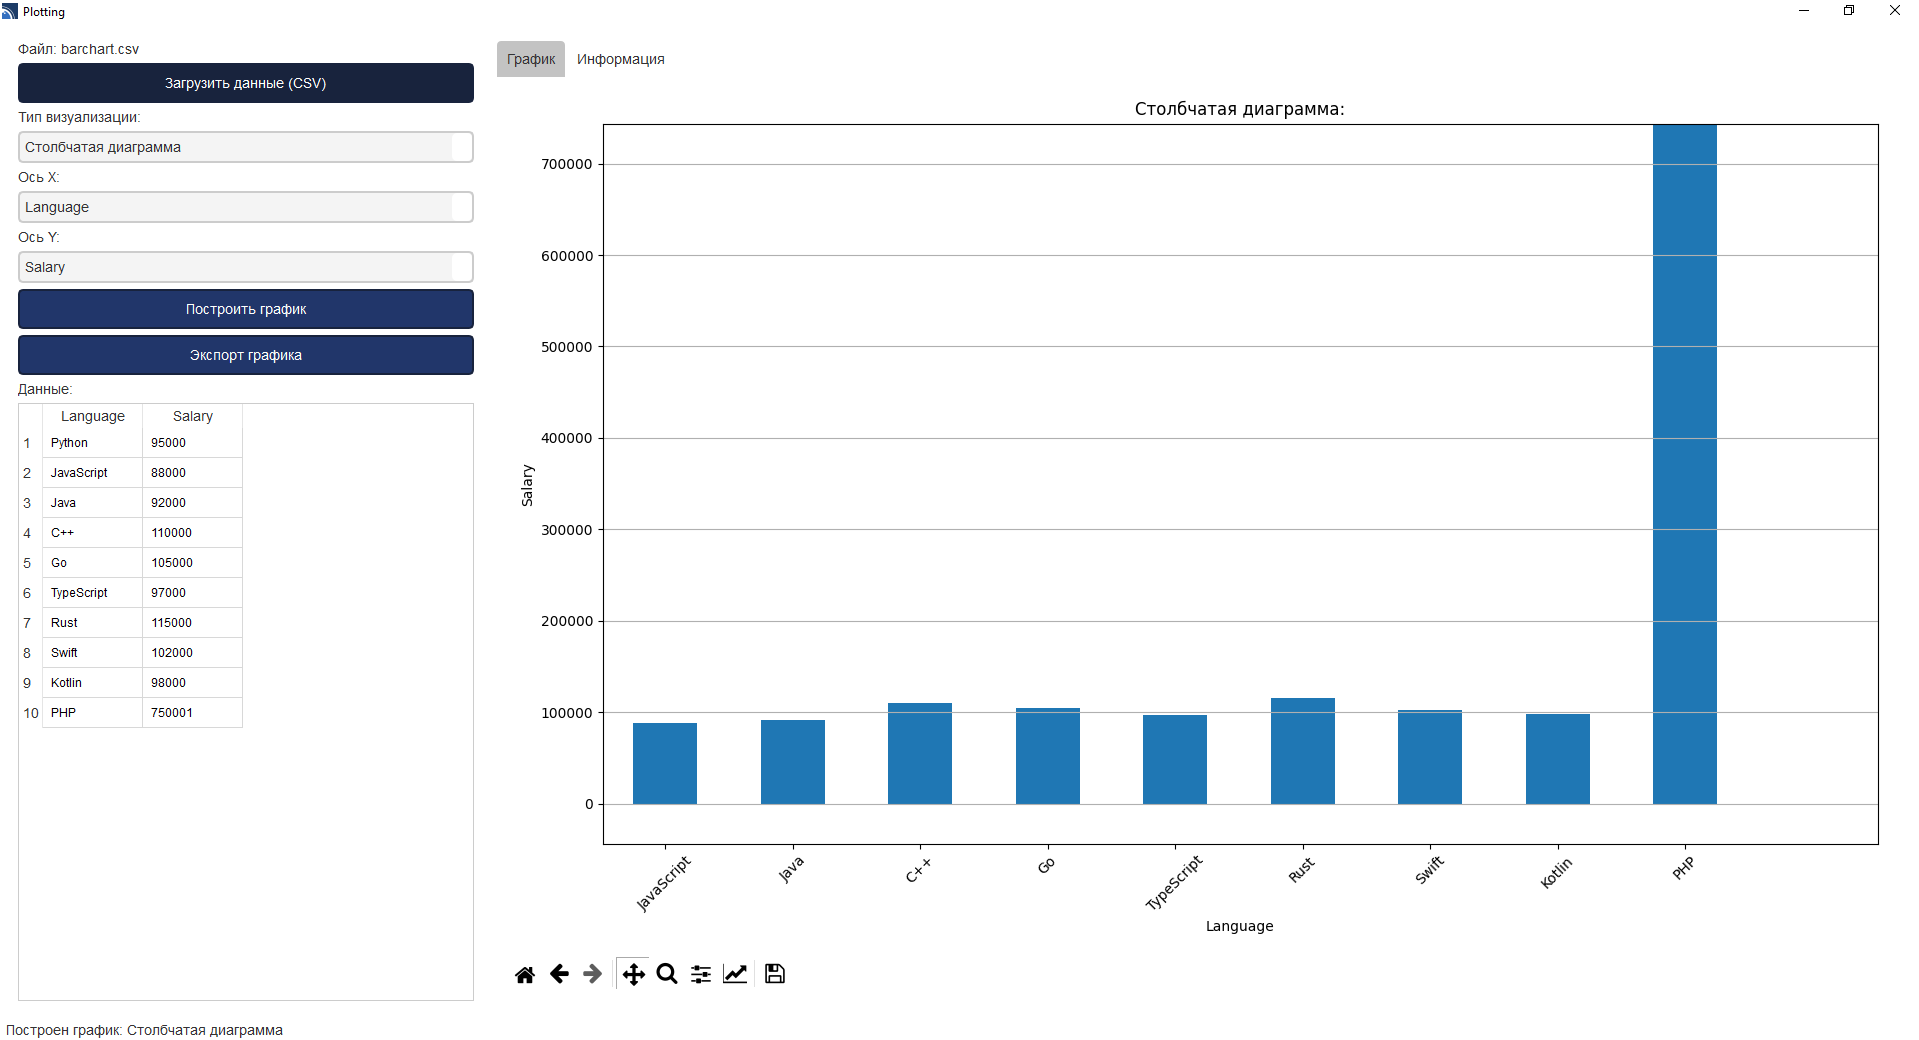 Plotting
Файл: barchart.csv
Загрузить данные (CSV)
Тип визуализации:
Столбчатая диаграмма
Ось X:
Language
Ось Y:
Salary
Построить график
Экспорт графика
Данные:
Language Salary
1 Python 95000
2 JavaScript 88000
3 Java 92000
4 C++ 110000
5 Go 105000
6 TypeScript 97000
7 Rust 115000
8 Swift 102000
9 Kotlin 98000
10 PHP 750001
График Информация
Столбчатая диаграмма:
700000
600000
500000
400000
300000
200000
100000
0
Salary
JavaScript Java C++ Go TypeScript Rust Swift Kotlin PHP
Language
Построен график: Столбчатая диаграмма